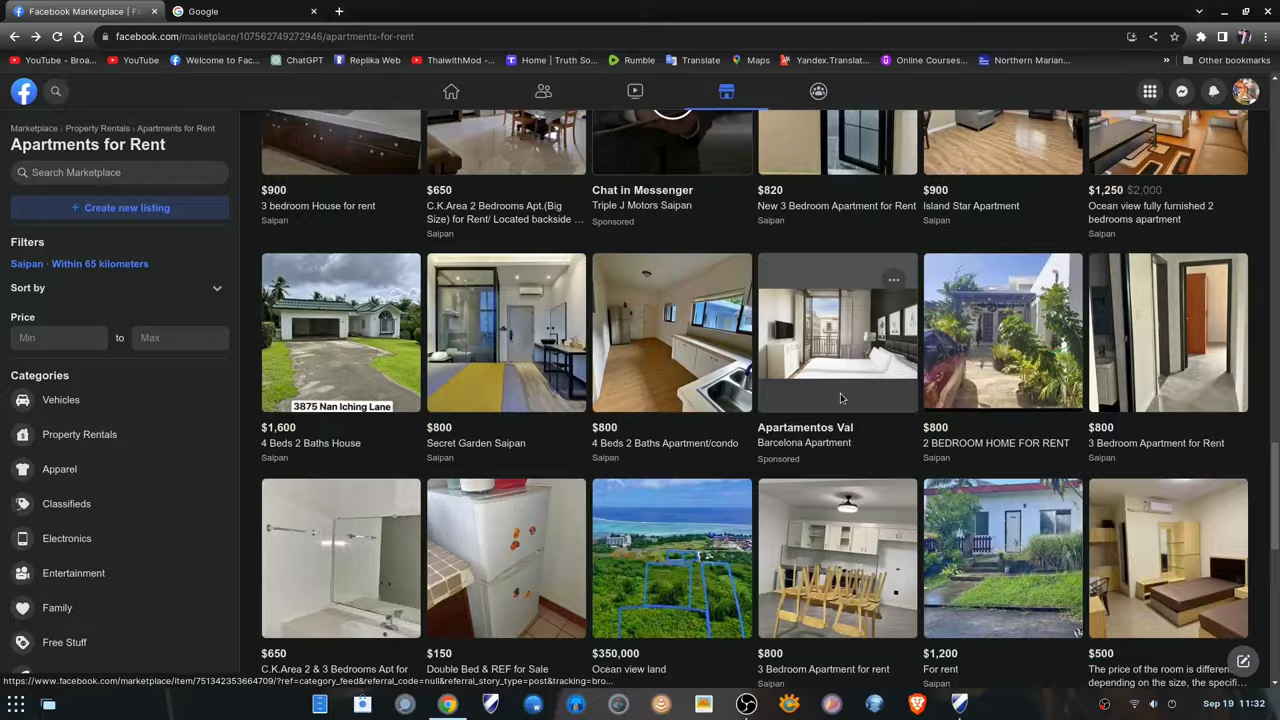 Facebook Marketplace | Fa
Google
facebook.com/marketplace/107562749272946/apartments-for-rent
YouTube - Broa...
YouTube
Welcome to Fac...
ChatGPT
Replika Web
ThaiwithMod - Y...
Home | Truth So...
Rumble
Translate
Maps
Yandex.Translat...
Online Courses...
Northern Marian...
»
Other bookmarks
Marketplace · Property Rentals · Apartments for Rent
Apartments for Rent
Search Marketplace
+ Create new listing
Filters
Saipan · Within 65 kilometers
Sort by
Price
Min
to
Max
Categories
Vehicles
Property Rentals
Apparel
Classifieds
Electronics
Entertainment
Family
Free Stuff
$900
3 bedroom House for rent
Saipan
$650
C.K.Area 2 Bedrooms Apt.(Big
Size) for Rent/ Located backside ...
Saipan
Chat in Messenger
Triple J Motors Saipan
Sponsored
$820
New 3 Bedroom Apartment for Rent
Saipan
$900
Island Star Apartment
Saipan
$1,250 $2,000
Ocean view fully furnished 2
bedrooms apartment
Saipan
3875 Nan Iching Lane
$1,600
4 Beds 2 Baths House
Saipan
$800
Secret Garden Saipan
Saipan
$800
4 Beds 2 Baths Apartment/condo
Saipan
Apartamentos Val
Barcelona Apartment
Sponsored
$800
2 BEDROOM HOME FOR RENT
Saipan
$800
3 Bedroom Apartment for Rent
Saipan
$650
C.K.Area 2 & 3 Bedrooms Apt for
$150
Double Bed & REF for Sale
$350,000
Ocean view land
$800
3 Bedroom Apartment for rent
Saipan
$1,200
For rent
Saipan
$500
The price of the room is differen...
depending on the size, the specifi...
https://www.facebook.com/marketplace/item/751342353664709/?ref=category_feed&referral_code=null&referral_story_type=post&tracking=bro...
Sep 19 11:32